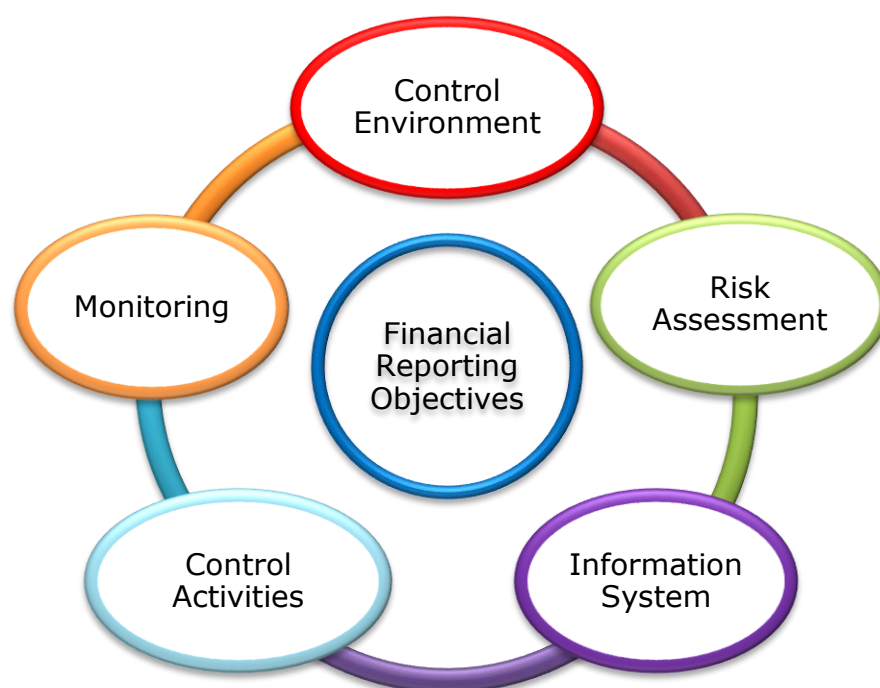 Control
Environment
Risk
Assessment
Information
System
Control
Activities
Monitoring
Financial
Reporting
Objectives